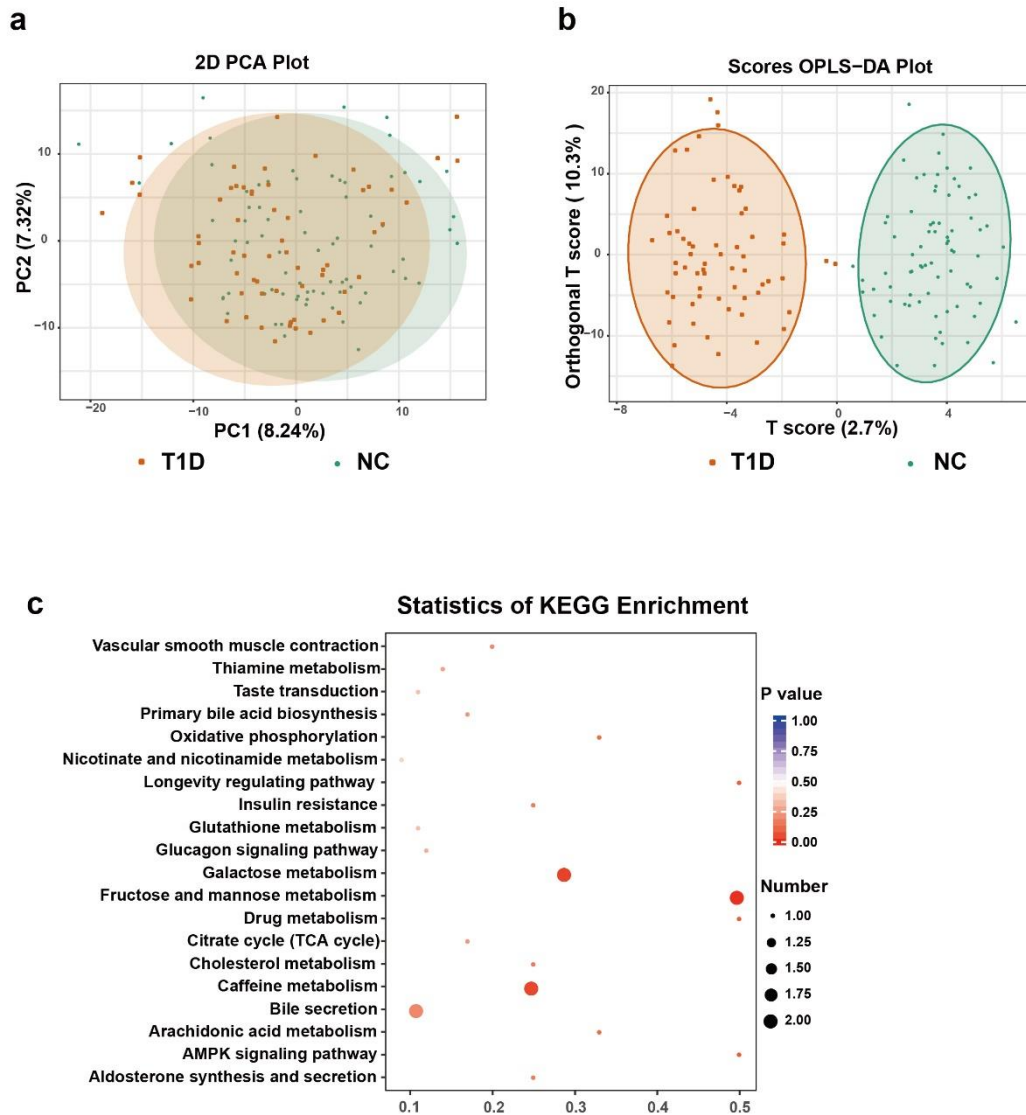 a
2D PCA Plot
PC2 (7.32%)
10
0
−10
−20
−10
0
10
PC1 (8.24%)
T1D
NC
b
Scores OPLS−DA Plot
Orthogonal T score ( 10.3% )
20
10
0
−10
−8
−4
0
4
T score (2.7%)
T1D
NC
c
Statistics of KEGG Enrichment
Vascular smooth muscle contraction
Thiamine metabolism
Taste transduction
Primary bile acid biosynthesis
Oxidative phosphorylation
Nicotinate and nicotinamide metabolism
Longevity regulating pathway
Insulin resistance
Glutathione metabolism
Glucagon signaling pathway
Galactose metabolism
Fructose and mannose metabolism
Drug metabolism
Citrate cycle (TCA cycle)
Cholesterol metabolism
Caffeine metabolism
Bile secretion
Arachidonic acid metabolism
AMPK signaling pathway
Aldosterone synthesis and secretion
0.1
0.2
0.3
0.4
0.5
P value
1.00
0.75
0.50
0.25
0.00
Number
1.00
1.25
1.50
1.75
2.00